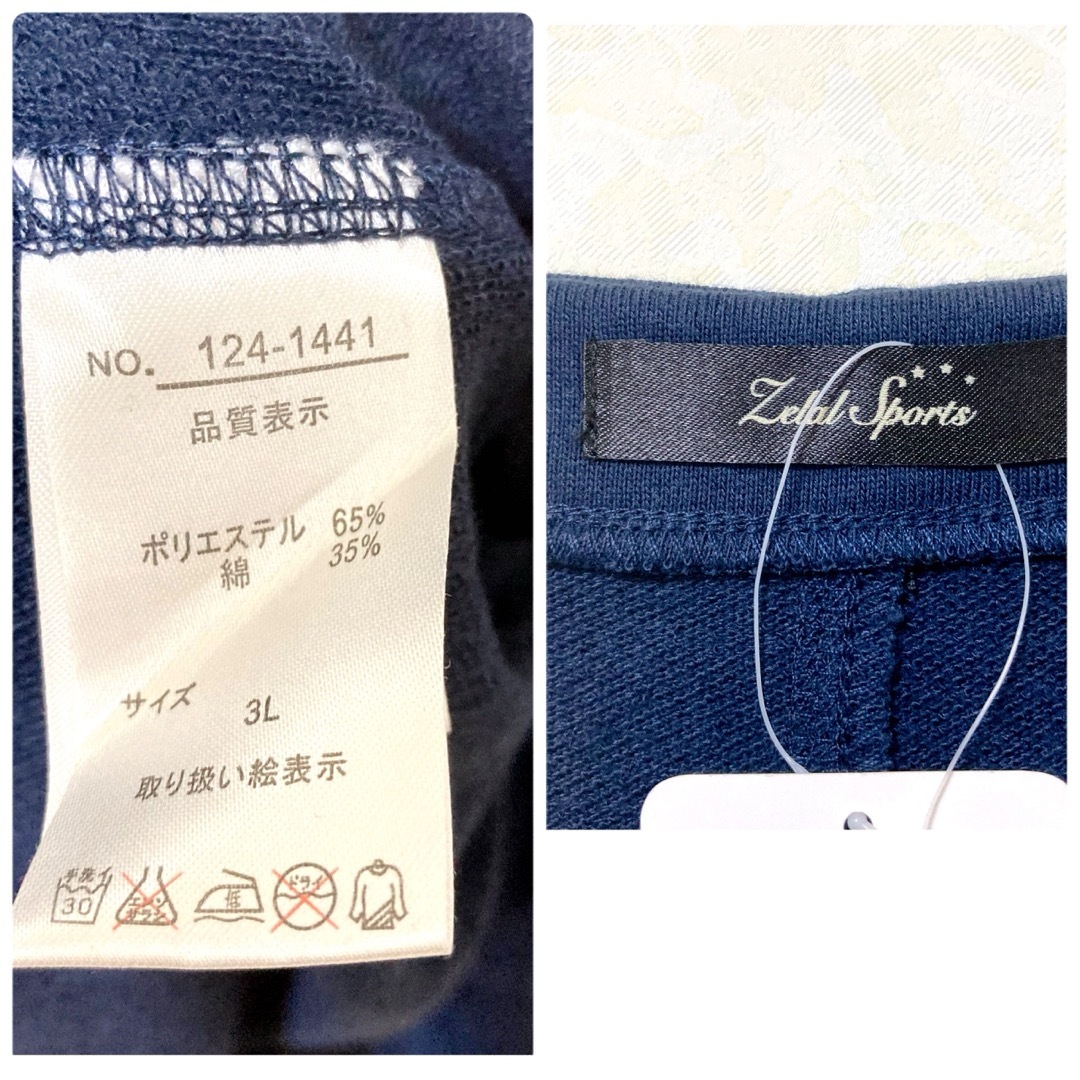 NO. 124-1441
品質表示
ポリエステル 65%
綿 35%
サイズ 3L
取り扱い絵表示
手洗イ 30 エンソサラシ 低 ドライ
Zelal Sports